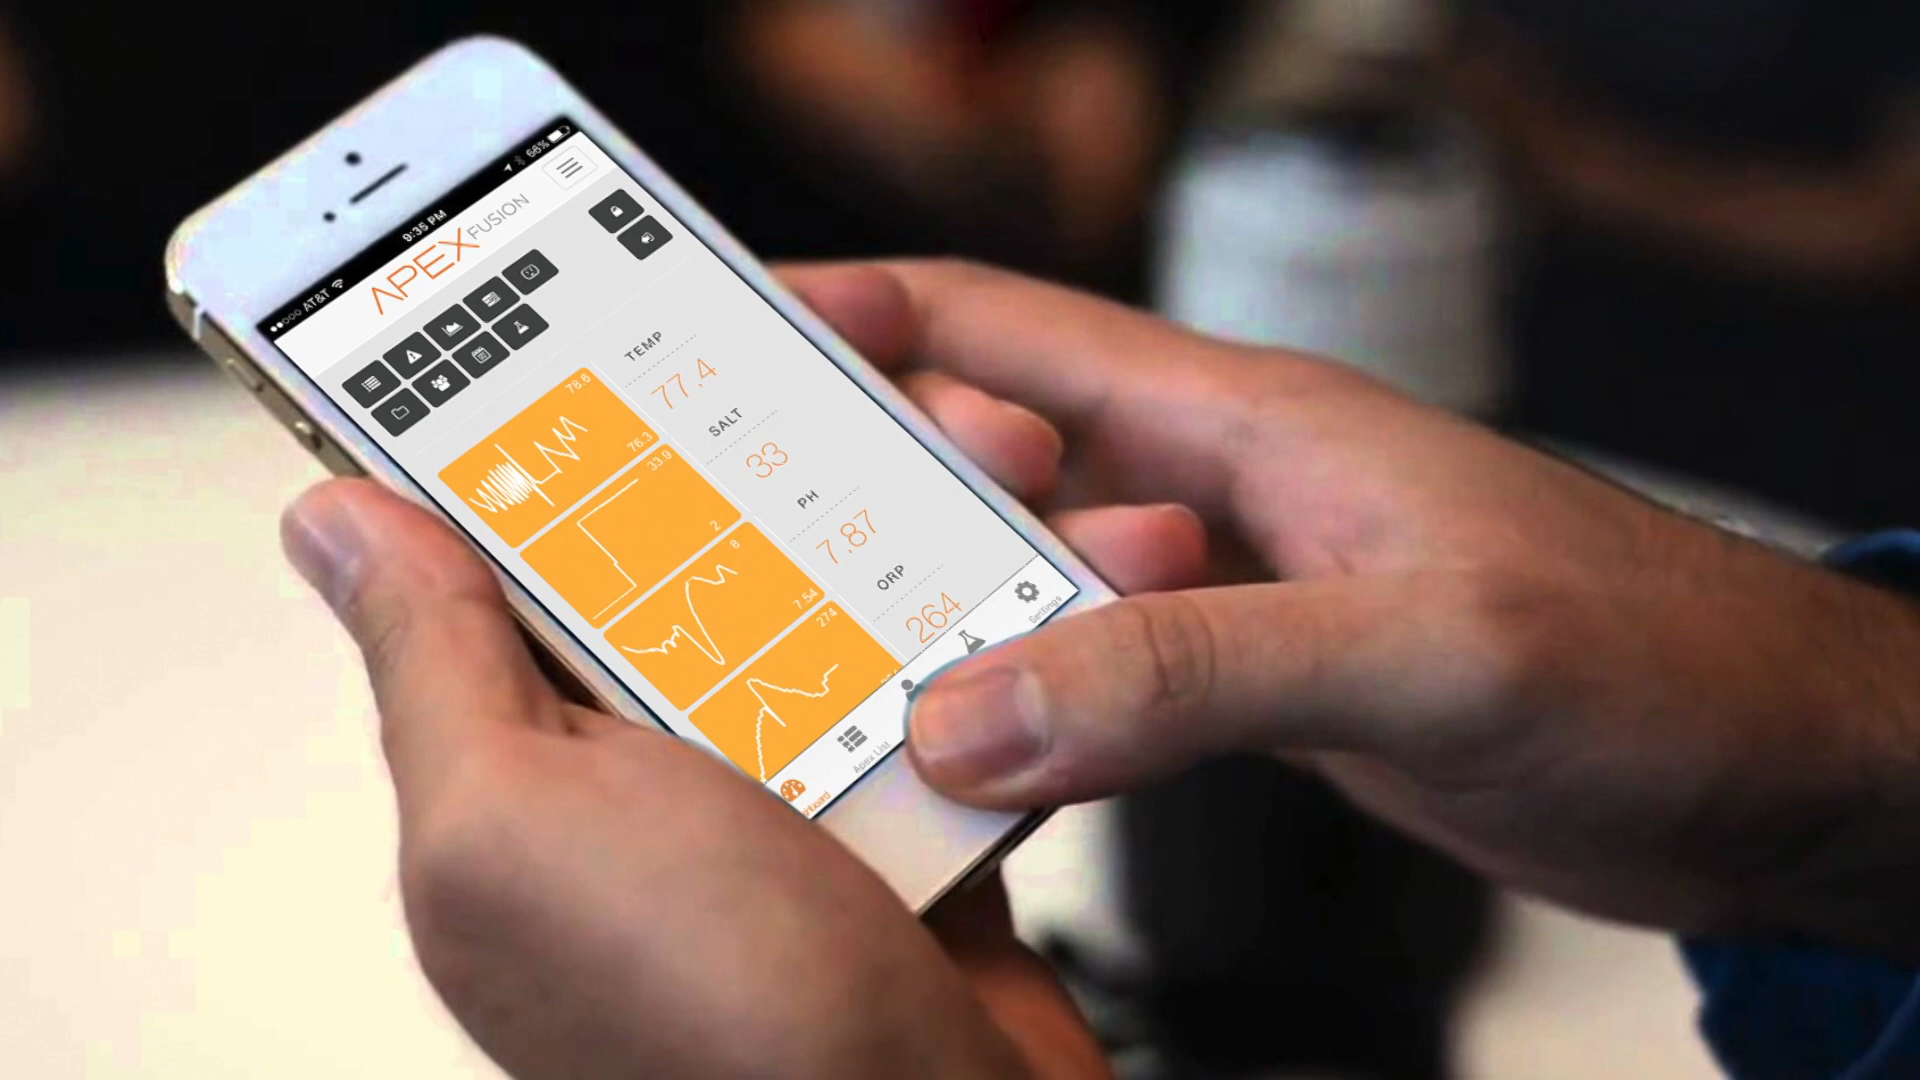 AT&T 9:35 PM 66%
APEX FUSION
78.6
76.3
TEMP
77.4
33.9
2
SALT
33
8
7.54
PH
7.87
274
ORP
264
Apex List
Settings